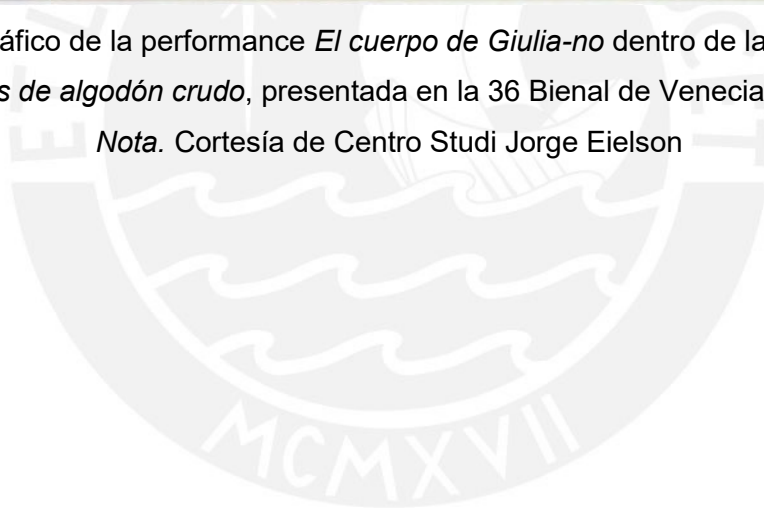 áfico de la performance El cuerpo de Giulia-no dentro de la
s de algodón crudo, presentada en la 36 Bienal de Venecia
Nota. Cortesía de Centro Studi Jorge Eielson
MCMXVII